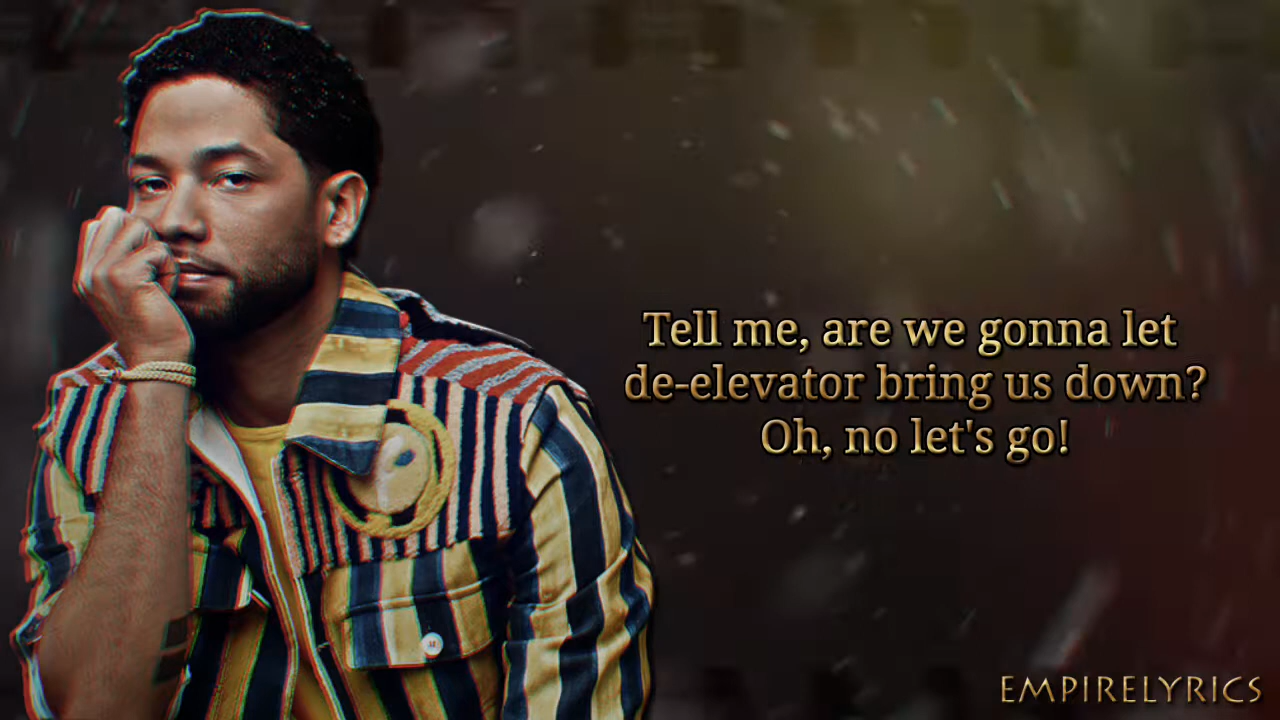 Tell me, are we gonna let
de-elevator bring us down?
Oh, no let's go!
EMPIRELYRICS